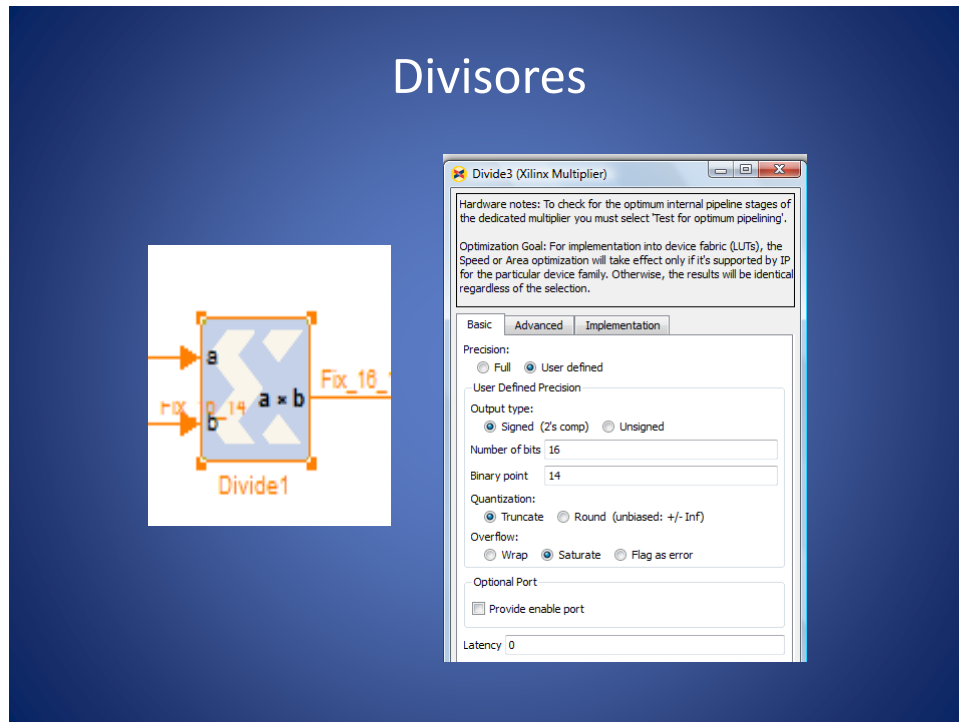 Divisores
a
Fix_16_
a × b
b
Divide1
Divide3 (Xilinx Multiplier)
Hardware notes: To check for the optimum internal pipeline stages of
the dedicated multiplier you must select 'Test for optimum pipelining'.
Optimization Goal: For implementation into device fabric (LUTs), the
Speed or Area optimization will take effect only if it's supported by IP
for the particular device family. Otherwise, the results will be identical
regardless of the selection.
Basic Advanced Implementation
Precision:
Full User defined
User Defined Precision
Output type:
Signed (2's comp) Unsigned
Number of bits 16
Binary point 14
Quantization:
Truncate Round (unbiased: +/- Inf)
Overflow:
Wrap Saturate Flag as error
Optional Port
Provide enable port
Latency 0